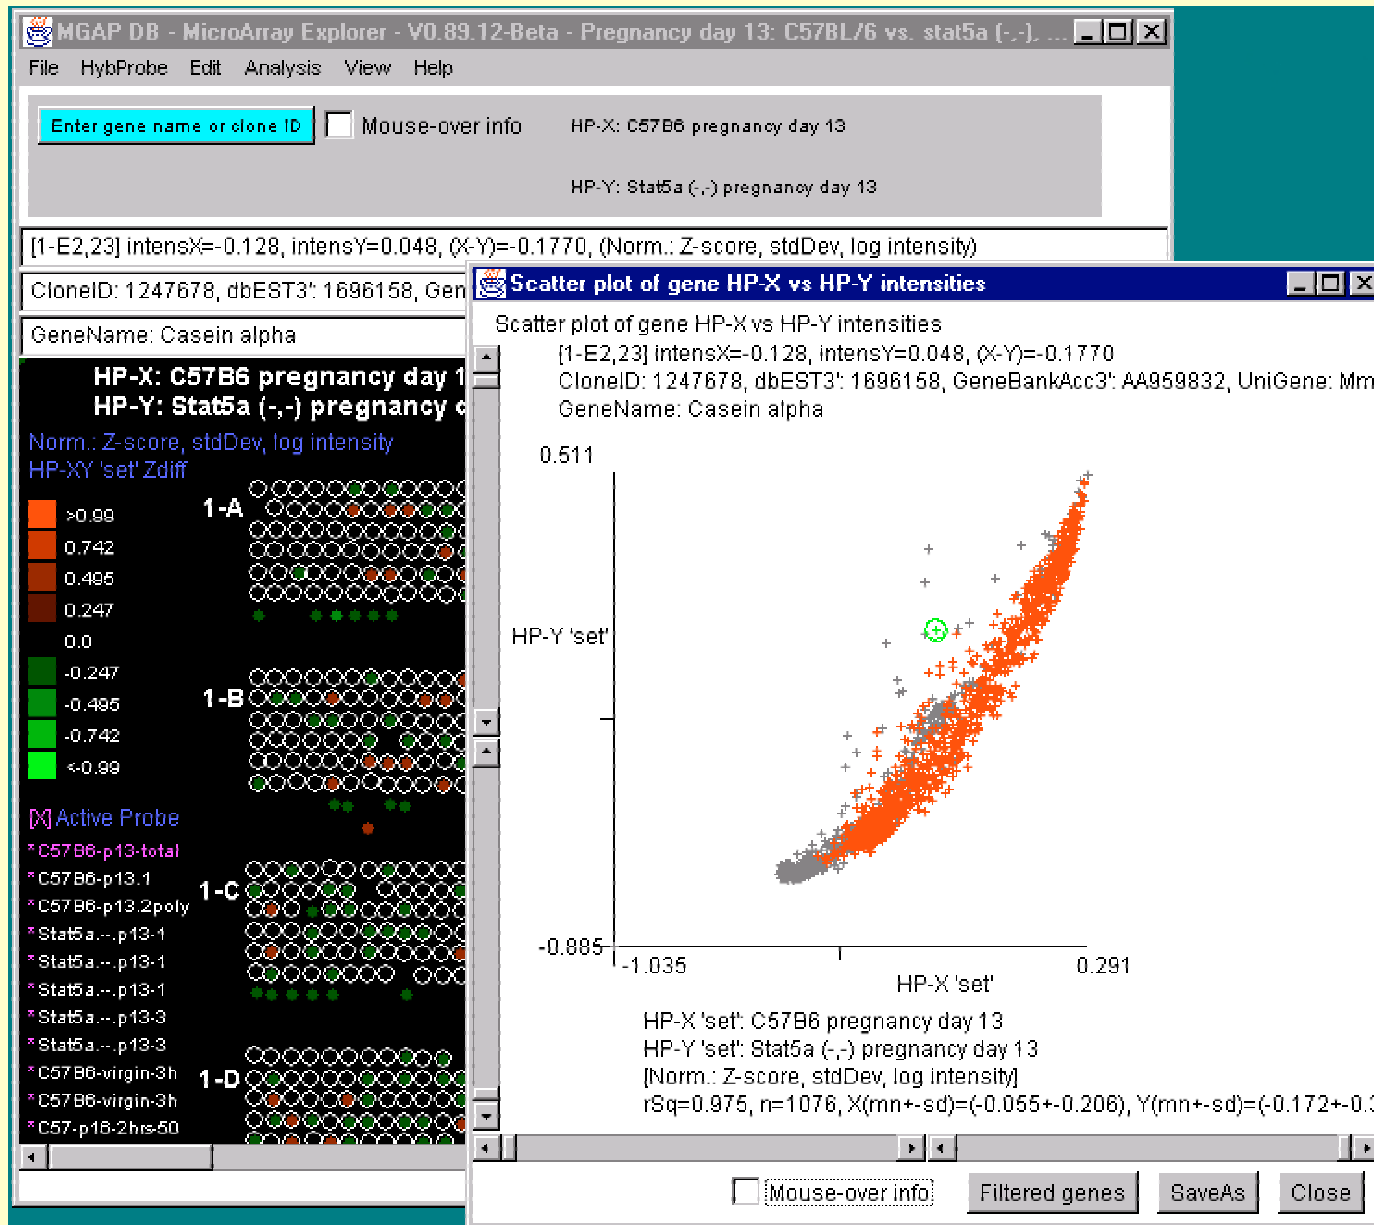 MGAP DB - MicroArray Explorer - V0.89.12-Beta - Pregnancy day 13: C57BL/6 vs. stat5a (-,-), ...
File HybProbe Edit Analysis View Help
Enter gene name or clone ID Mouse-over info HP-X: C57B6 pregnancy day 13
HP-Y: Stat5a (-,-) pregnancy day 13
[1-E2,23] intensX=-0.128, intensY=0.048, (X-Y)=-0.1770, (Norm.: Z-score, stdDev, log intensity)
CloneID: 1247678, dbEST3': 1696158, Gen
GeneName: Casein alpha
HP-X: C57B6 pregnancy day 1
HP-Y: Stat5a (-,-) pregnancy
Norm.: Z-score, stdDev, log intensity
HP-XY 'set' Zdiff
>0.99
0.742
0.495
0.247
0.0
-0.247
-0.495
-0.742
<-0.99
1-A
1-B
1-C
1-D
[X] Active Probe
*C57B6-p13-total
*C57B6-p13.1
*C57B6-p13.2poly
*Stat5a.--.p13-1
*Stat5a.--.p13-1
*Stat5a.--.p13-1
*Stat5a.--.p13-3
*Stat5a.--.p13-3
*C57B6-virgin-3h
*C57B6-virgin-3h
*C57-p18-2hrs-50
Scatter plot of gene HP-X vs HP-Y intensities
Scatter plot of gene HP-X vs HP-Y intensities
[1-E2,23] intensX=-0.128, intensY=0.048, (X-Y)=-0.1770
CloneID: 1247678, dbEST3': 1696158, GeneBankAcc3': AA959832, UniGene: Mm
GeneName: Casein alpha
0.511
HP-Y 'set'
-0.885
-1.035
0.291
HP-X 'set'
HP-X 'set': C57B6 pregnancy day 13
HP-Y 'set': Stat5a (-,-) pregnancy day 13
[Norm.: Z-score, stdDev, log intensity]
rSq=0.975, n=1076, X(mn+-sd)=(-0.055+-0.206), Y(mn+-sd)=(-0.172+-0.3
Mouse-over info Filtered genes SaveAs Close